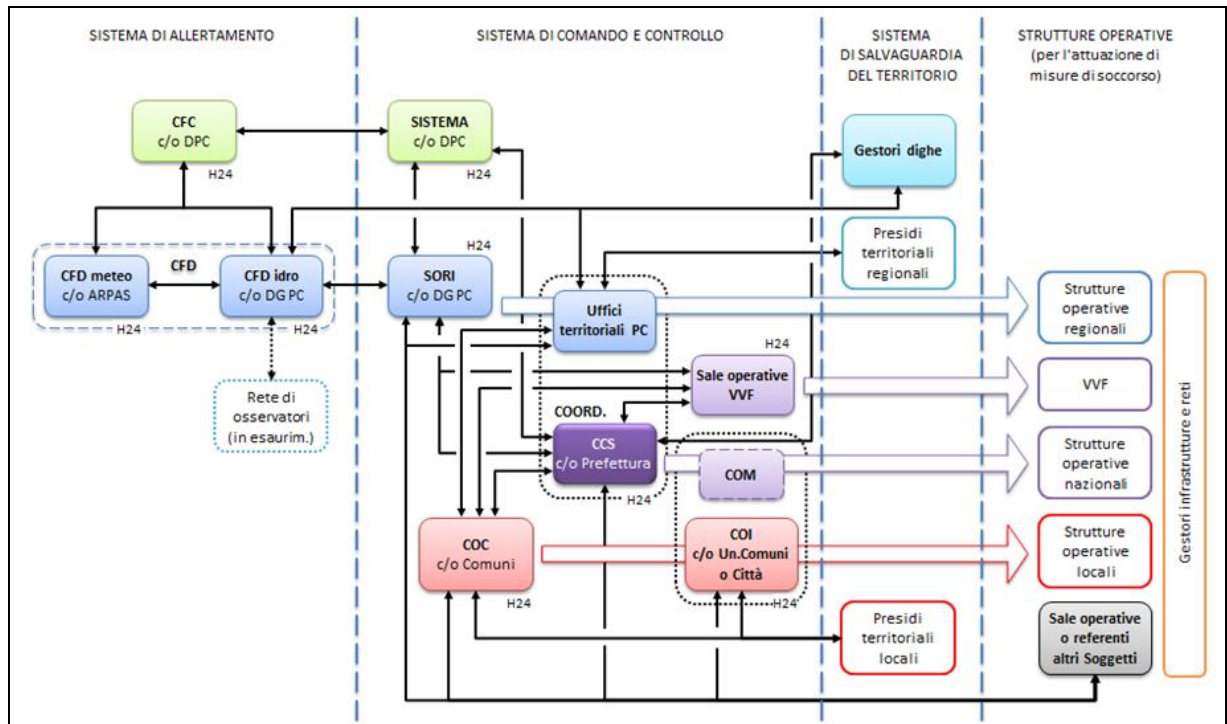 SISTEMA DI ALLERTAMENTO
SISTEMA DI COMANDO E CONTROLLO
SISTEMA
DI SALVAGUARDIA
DEL TERRITORIO
STRUTTURE OPERATIVE
(per l'attuazione di
misure di soccorso)
CFC
c/o DPC
H24
SISTEMA
c/o DPC
H24
Gestori dighe
CFD meteo
c/o ARPAS
H24
CFD
CFD idro
c/o DG PC
H24
H24
SORI
c/o DG PC
Uffici
territoriali PC
Presidi
territoriali
regionali
Strutture
operative
regionali
Rete di
osservatori
(in esaurim.)
H24
Sale operative
VVF
VVF
COORD.
CCS
c/o Prefettura
H24
COM
Strutture
operative
nazionali
COC
c/o Comuni
H24
COI
c/o Un.Comuni
o Città
H24
Strutture
operative
locali
Presidi
territoriali
locali
Sale operative
o referenti
altri Soggetti
Gestori infrastrutture e reti